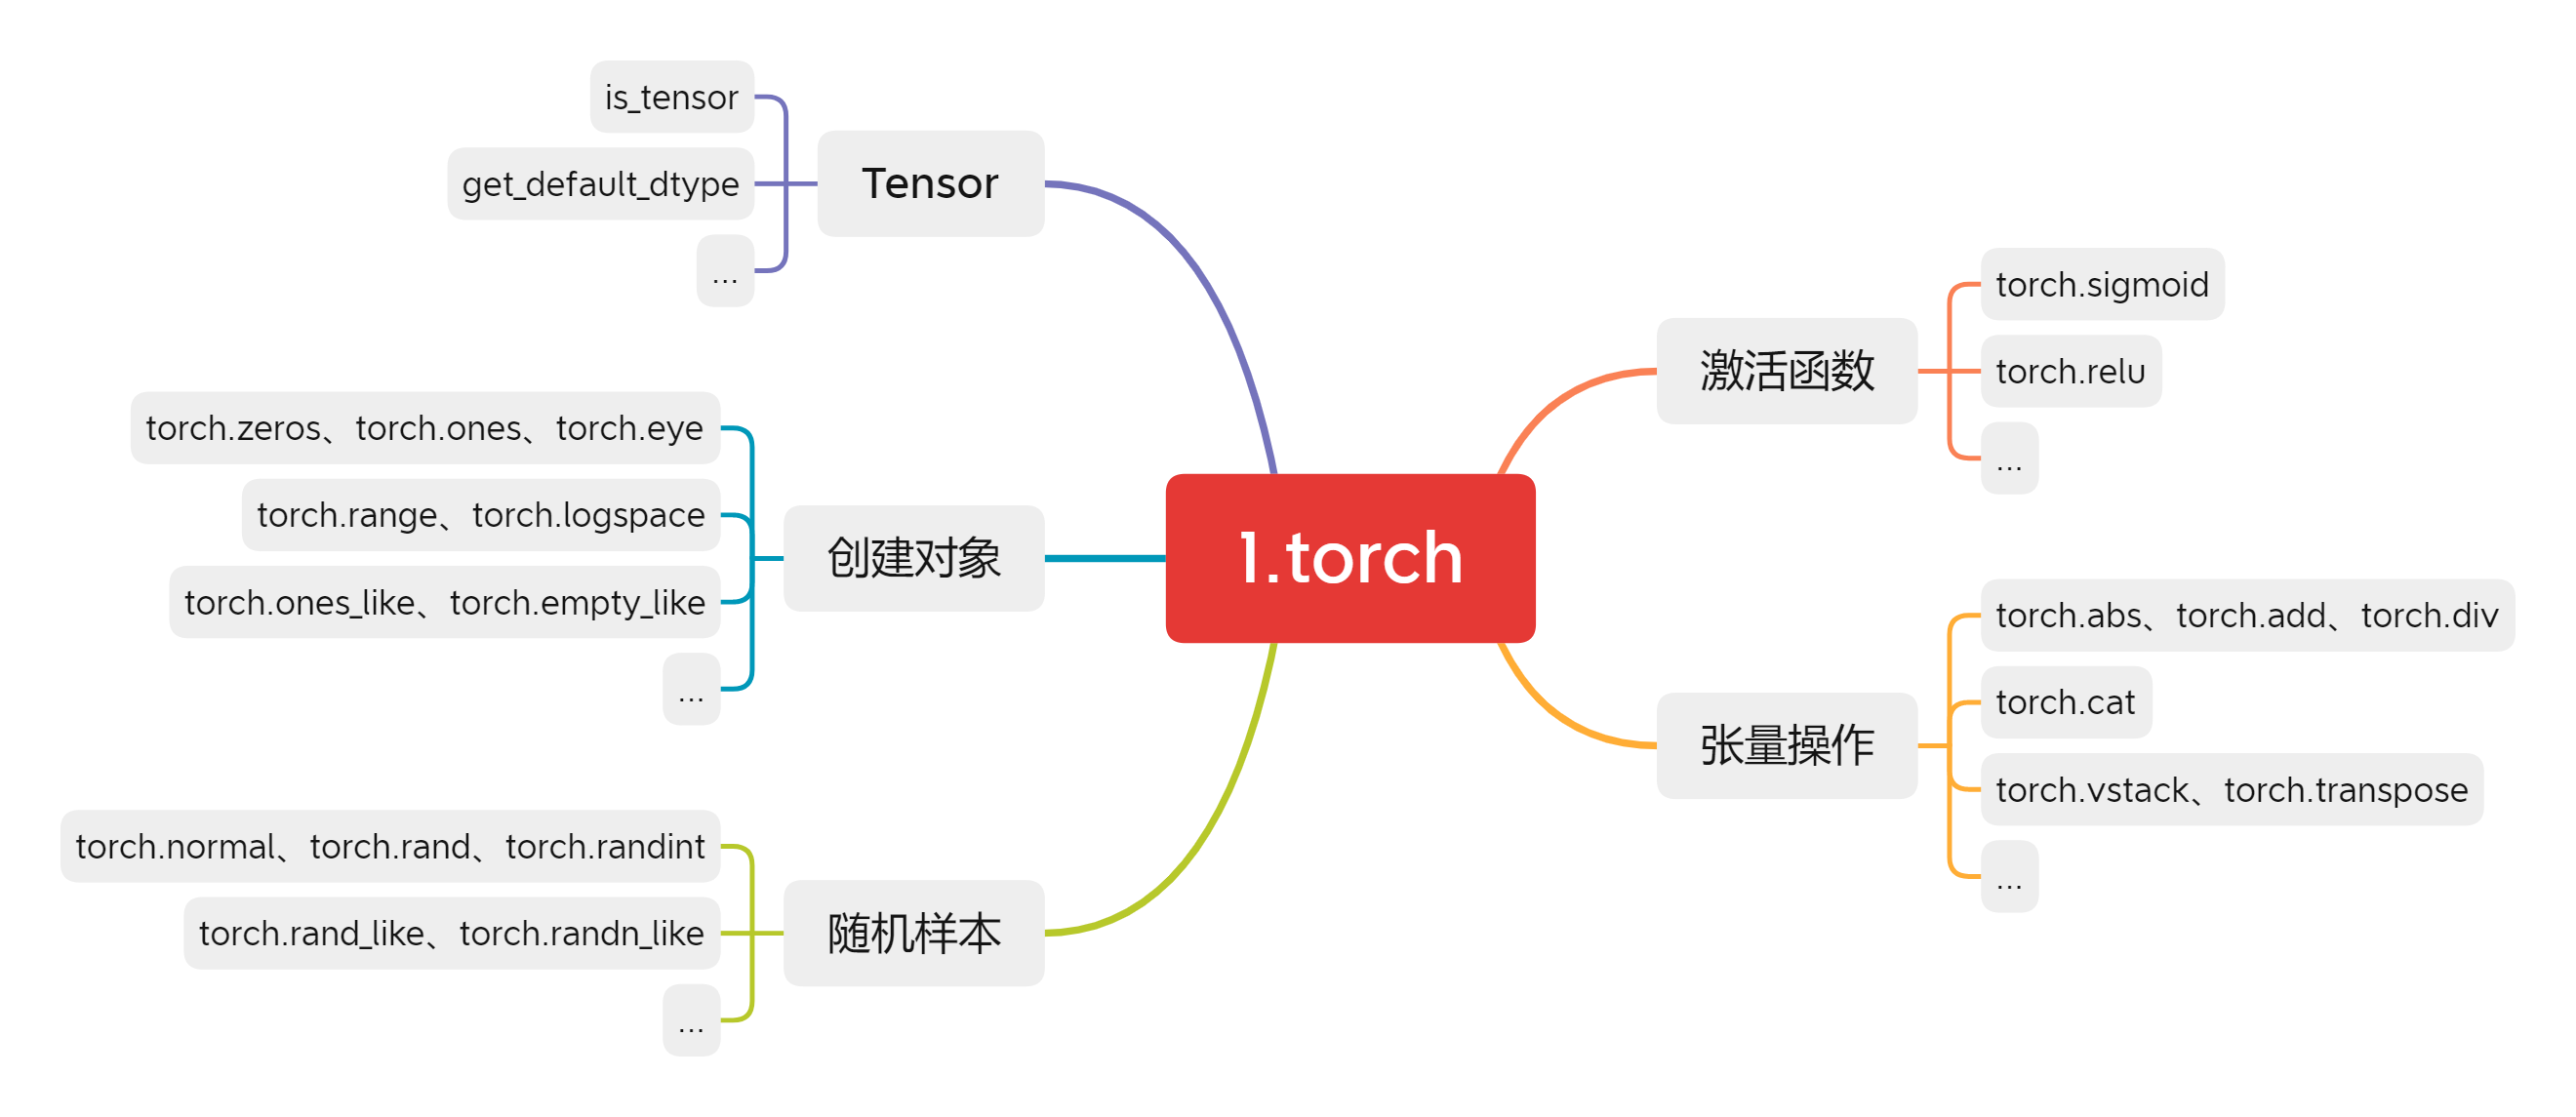 1.torch
Tensor
is_tensor
get_default_dtype
...
创建对象
torch.zeros、torch.ones、torch.eye
torch.range、torch.logspace
torch.ones_like、torch.empty_like
...
随机样本
torch.normal、torch.rand、torch.randint
torch.rand_like、torch.randn_like
...
激活函数
torch.sigmoid
torch.relu
...
张量操作
torch.abs、torch.add、torch.div
torch.cat
torch.vstack、torch.transpose
...